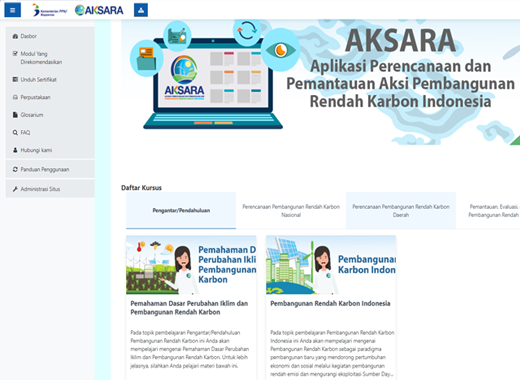 Kementerian PPN/
Bappenas
AKSARA
Dasbor
Modul Yang
Direkomendasikan
Unduh Sertifikat
Perpustakaan
Glosarium
FAQ
Hubungi kami
Panduan Penggunaan
Administrasi Situs
AKSARA
AKSARA
Aplikasi Perencanaan dan
Pemantauan Aksi Pembangunan
Rendah Karbon Indonesia
Daftar Kursus
Pengantar/Pendahuluan
Perencanaan Pembangunan Rendah Karbon
Nasional
Perencanaan Pembangunan Rendah Karbon
Daerah
Pemantauan, Evaluasi,
Pembangunan Rendah
Pemahaman D
Perubahan Ikli
Pembangunan
Karbon
Pemahaman Dasar Perubahan Iklim dan
Pembangunan Rendah Karbon
Pada topik pembelajaran Pengantar/Pendahuluan
Pembangunan Rendah Karbon ini Anda akan
mempelajari mengenai Pemahaman Dasar Perubahan
Iklim dan Pembangunan Rendah Karbon. Untuk lebih
jelasnya, silahkan Anda pelajari materi bawah ini.
Pembangunan
Karbon Indon
Pembangunan Rendah Karbon Indonesia
Pada topik pembelajaran Pembangunan Rendah Karbon
Indonesia ini Anda akan mempelajari mengenai
Pembangunan Rendah Karbon Indonesia sebagai
paradigma pembangunan baru yang mendorong pertumbuhan
ekonomi dan sosial melalui kegiatan pembangunan
rendah emisi dan mengurangi eksploitasi Sumber Day...